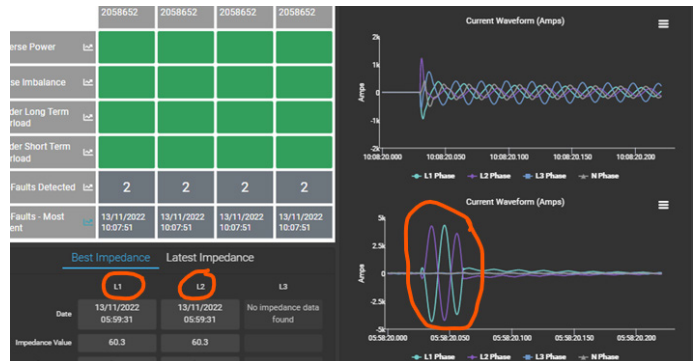 2058652 2058652 2058652 2058652
erse Power
se Imbalance
der Long Term
rload
der Short Term
rload
Faults Detected 2 2 2 2
Faults - Most
ent
13/11/2022 13/11/2022 13/11/2022 13/11/2022
10:07:51 10:07:51 10:07:51 10:07:51
Best Impedance Latest Impedance
L1 L2 L3
Date 13/11/2022 05:59:31 13/11/2022 05:59:31 No impedance data found
Impedance Value 60.3 60.3
Current Waveform (Amps)
2k
1k
0
-1k
-2k
Amps
10:08:20.000 10:08:20.050 10:08:20.100 10:08:20.150 10:08:20.200
L1 Phase L2 Phase L3 Phase N Phase
Current Waveform (Amps)
5k
2.5k
0
-2.5k
-5k
Amps
05:58:20.000 05:58:20.050 05:58:20.100 05:58:20.150 05:58:20.200
L1 Phase L2 Phase L3 Phase N Phase